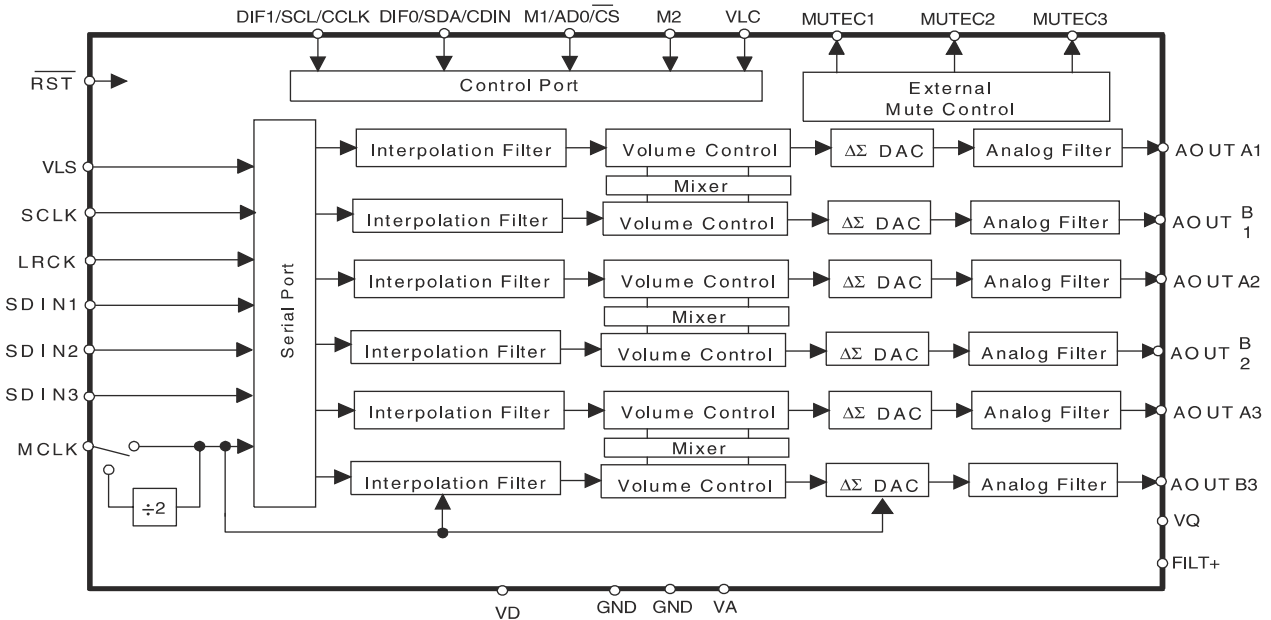 DIF1/SCL/CCLK DIF0/SDA/CDIN M1/AD0/C̅S̅ M2 VLC MUTEC1 MUTEC2 MUTEC3
R̅S̅T̅
Control Port
External
Mute Control
VLS
SCLK
LRCK
SDIN1
SDIN2
SDIN3
MCLK
÷2
Serial Port
Interpolation Filter Volume Control ΔΣ DAC Analog Filter AOUT A1
Mixer
Interpolation Filter Volume Control ΔΣ DAC Analog Filter AOUT B1
Interpolation Filter Volume Control ΔΣ DAC Analog Filter AOUT A2
Mixer
Interpolation Filter Volume Control ΔΣ DAC Analog Filter AOUT B2
Interpolation Filter Volume Control ΔΣ DAC Analog Filter AOUT A3
Mixer
Interpolation Filter Volume Control ΔΣ DAC Analog Filter AOUT B3
VQ
FILT+
VD GND GND VA